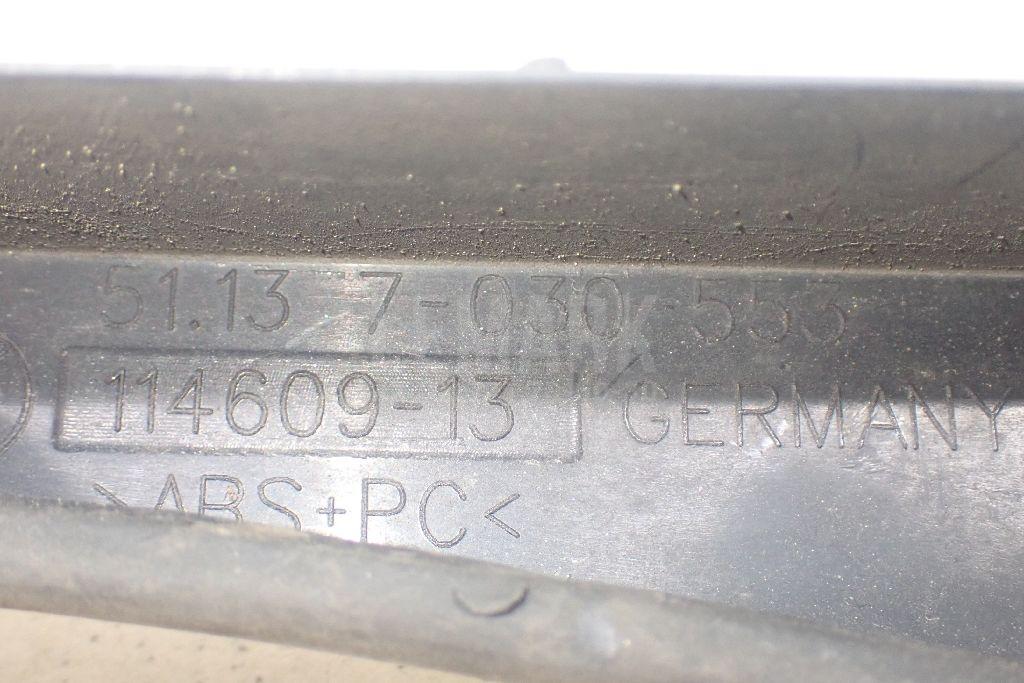 51.13 7-030 553
114609-13 GERMANY
>ABS+PC<